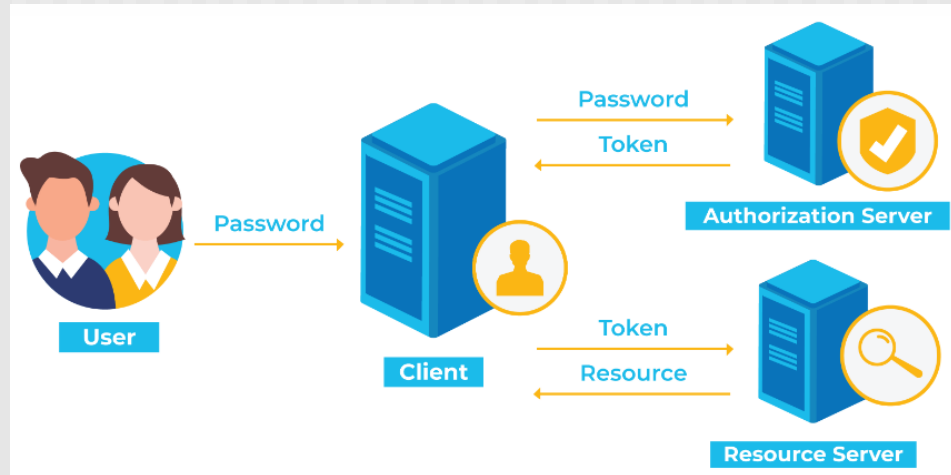 Password
User
Client
Password
Token
Authorization Server
Token
Resource
Resource Server